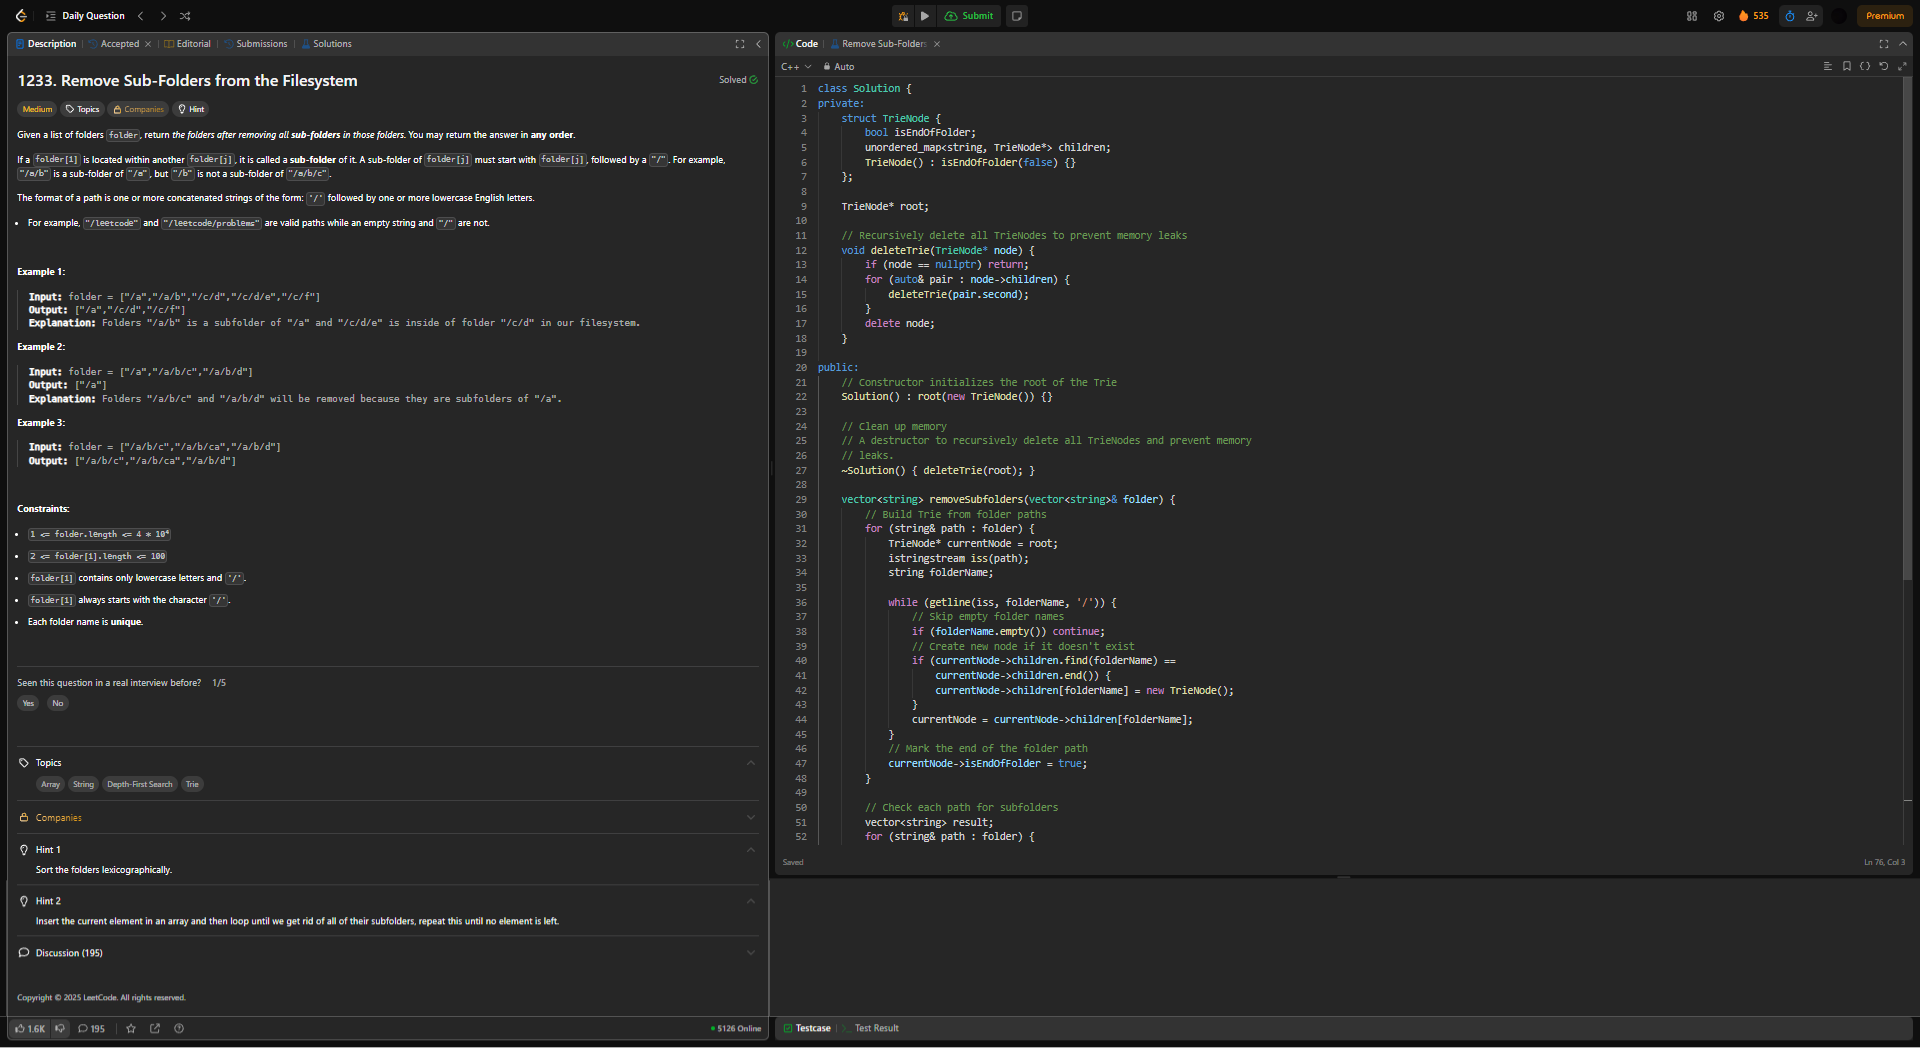 Daily Question
Submit
535
Premium
Description
Accepted
Editorial
Submissions
Solutions
1233. Remove Sub-Folders from the Filesystem
Solved
Medium
Topics
Companies
Hint
Given a list of folders folder, return the folders after removing all sub-folders in those folders. You may return the answer in any order.
If a folder[i] is located within another folder[j], it is called a sub-folder of it. A sub-folder of folder[j] must start with folder[j], followed by a "/". For example,
"/a/b" is a sub-folder of "/a", but "/b" is not a sub-folder of "/a/b/c".
The format of a path is one or more concatenated strings of the form: '/' followed by one or more lowercase English letters.
• For example, "/leetcode" and "/leetcode/problems" are valid paths while an empty string and "/" are not.
Example 1:
Input: folder = ["/a","/a/b","/c/d","/c/d/e","/c/f"]
Output: ["/a","/c/d","/c/f"]
Explanation: Folders "/a/b" is a subfolder of "/a" and "/c/d/e" is inside of folder "/c/d" in our filesystem.
Example 2:
Input: folder = ["/a","/a/b/c","/a/b/d"]
Output: ["/a"]
Explanation: Folders "/a/b/c" and "/a/b/d" will be removed because they are subfolders of "/a".
Example 3:
Input: folder = ["/a/b/c","/a/b/ca","/a/b/d"]
Output: ["/a/b/c","/a/b/ca","/a/b/d"]
Constraints:
• 1 <= folder.length <= 4 * 10⁴
• 2 <= folder[i].length <= 100
• folder[i] contains only lowercase letters and '/'.
• folder[i] always starts with the character '/'.
• Each folder name is unique.
Seen this question in a real interview before? 1/5
Yes
No
Topics
Array
String
Depth-First Search
Trie
Companies
Hint 1
Sort the folders lexicographically.
Hint 2
Insert the current element in an array and then loop until we get rid of all of their subfolders, repeat this until no element is left.
Discussion (195)
Copyright © 2025 LeetCode. All rights reserved.
1.6K
195
5126 Online
Code
Remove Sub-Folders
C++
Auto
1 class Solution {
2 private:
3 struct TrieNode {
4 bool isEndOfFolder;
5 unordered_map<string, TrieNode*> children;
6 TrieNode() : isEndOfFolder(false) {}
7 };
8
9 TrieNode* root;
10
11 // Recursively delete all TrieNodes to prevent memory leaks
12 void deleteTrie(TrieNode* node) {
13 if (node == nullptr) return;
14 for (auto& pair : node->children) {
15 deleteTrie(pair.second);
16 }
17 delete node;
18 }
19
20 public:
21 // Constructor initializes the root of the Trie
22 Solution() : root(new TrieNode()) {}
23
24 // Clean up memory
25 // A destructor to recursively delete all TrieNodes and prevent memory
26 // leaks.
27 ~Solution() { deleteTrie(root); }
28
29 vector<string> removeSubfolders(vector<string>& folder) {
30 // Build Trie from folder paths
31 for (string& path : folder) {
32 TrieNode* currentNode = root;
33 istringstream iss(path);
34 string folderName;
35
36 while (getline(iss, folderName, '/')) {
37 // Skip empty folder names
38 if (folderName.empty()) continue;
39 // Create new node if it doesn't exist
40 if (currentNode->children.find(folderName) ==
41 currentNode->children.end()) {
42 currentNode->children[folderName] = new TrieNode();
43 }
44 currentNode = currentNode->children[folderName];
45 }
46 // Mark the end of the folder path
47 currentNode->isEndOfFolder = true;
48 }
49
50 // Check each path for subfolders
51 vector<string> result;
52 for (string& path : folder) {
Saved
Ln 76, Col 3
Testcase
Test Result